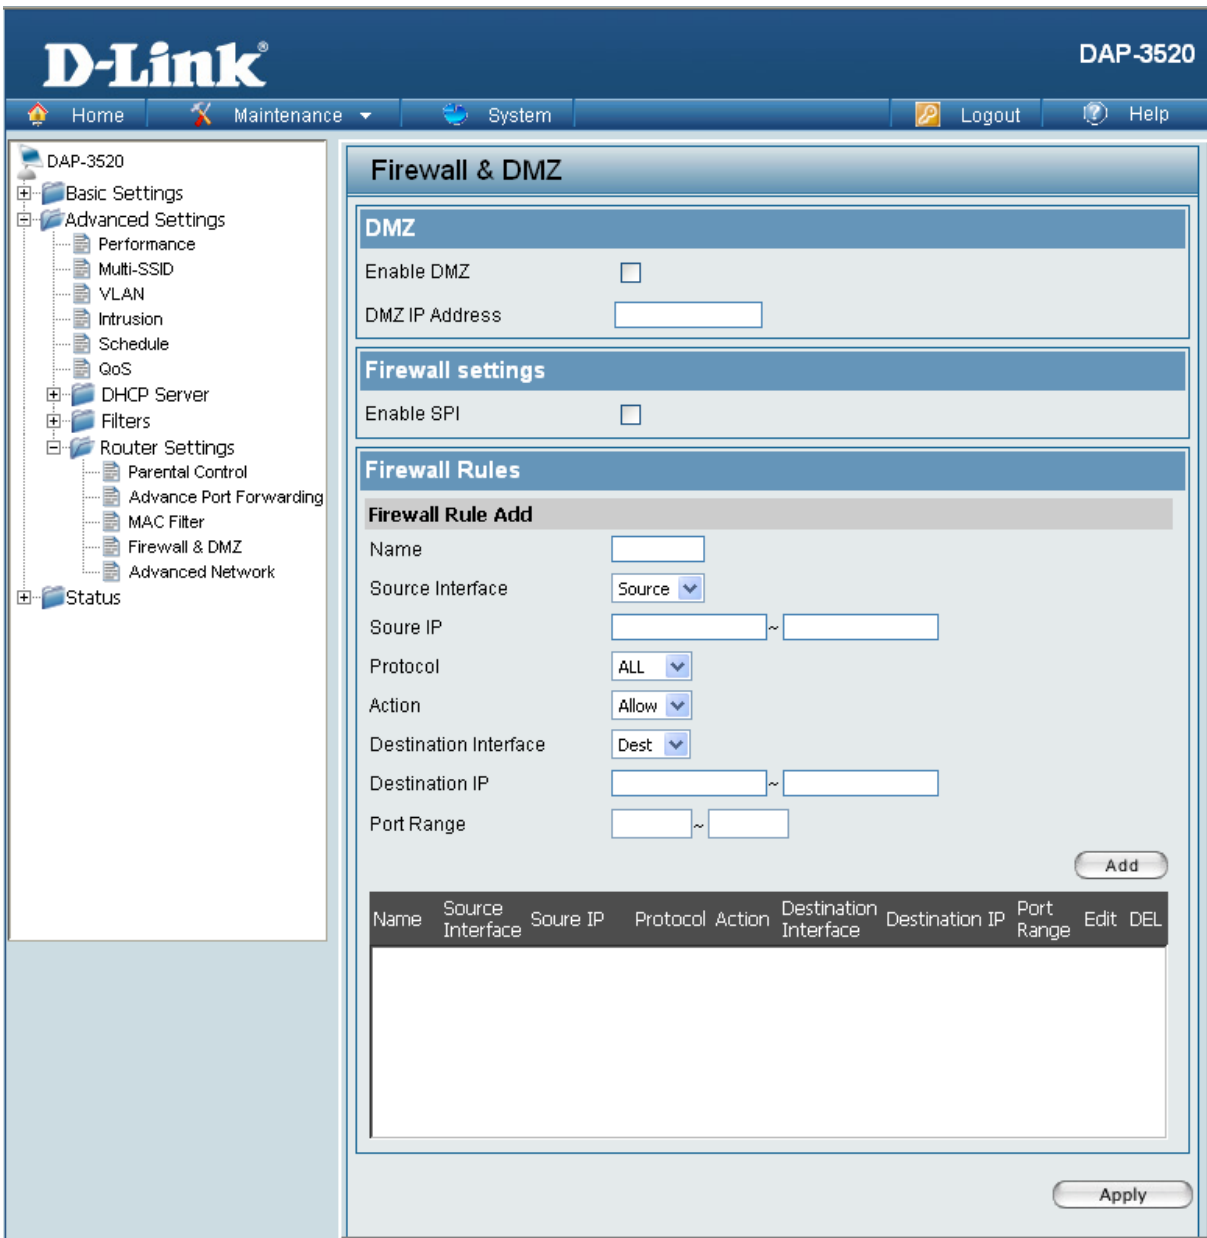 D-Link®
DAP-3520
Home
Maintenance
System
Logout
Help
DAP-3520
Basic Settings
Advanced Settings
Performance
Multi-SSID
VLAN
Intrusion
Schedule
QoS
DHCP Server
Filters
Router Settings
Parental Control
Advance Port Forwarding
MAC Filter
Firewall & DMZ
Advanced Network
Status
Firewall & DMZ
DMZ
Enable DMZ
DMZ IP Address
Firewall settings
Enable SPI
Firewall Rules
Firewall Rule Add
Name
Source Interface Source
Soure IP ~
Protocol ALL
Action Allow
Destination Interface Dest
Destination IP ~
Port Range ~
Add
Name Source Interface Soure IP Protocol Action Destination Interface Destination IP Port Range Edit DEL
Apply